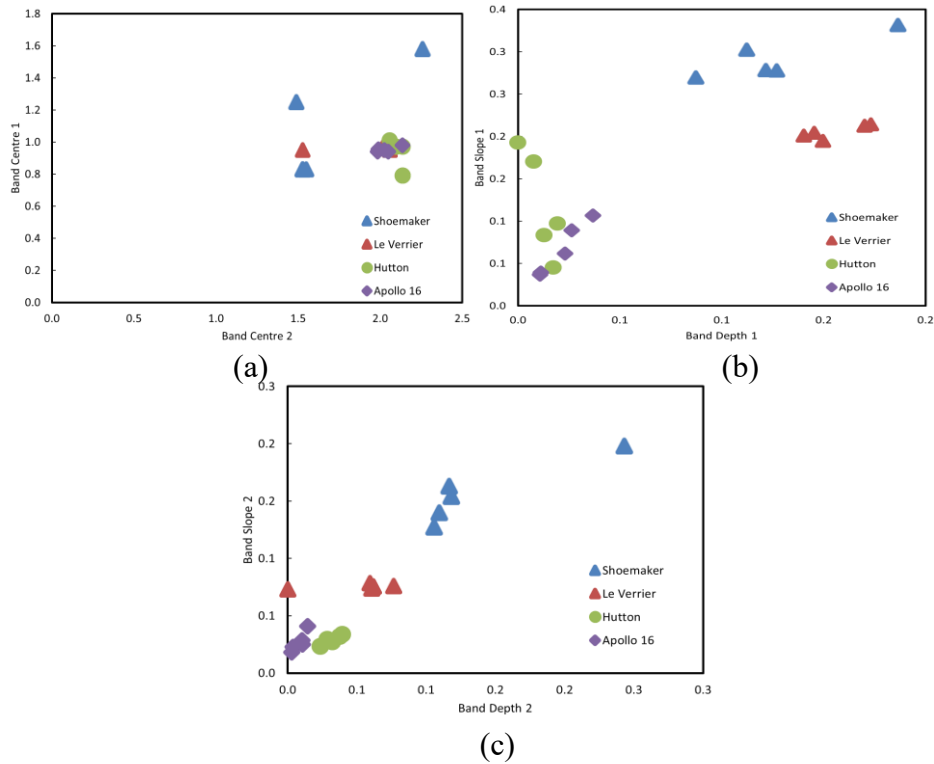 1.8
1.6
1.4
1.2
1.0
0.8
0.6
0.4
0.2
0.0
Band Centre 1
0.0 0.5 1.0 1.5 2.0 2.5
Band Centre 2
Shoemaker
Le Verrier
Hutton
Apollo 16
(a)
0.4
0.3
0.3
0.2
0.2
0.1
0.1
0.0
Band Slope 1
0.0 0.1 0.1 0.2 0.2
Band Depth 1
Shoemaker
Le Verrier
Hutton
Apollo 16
(b)
0.3
0.2
0.2
0.1
0.1
0.0
Band Slope 2
0.0 0.1 0.1 0.2 0.2 0.3 0.3
Band Depth 2
Shoemaker
Le Verrier
Hutton
Apollo 16
(c)